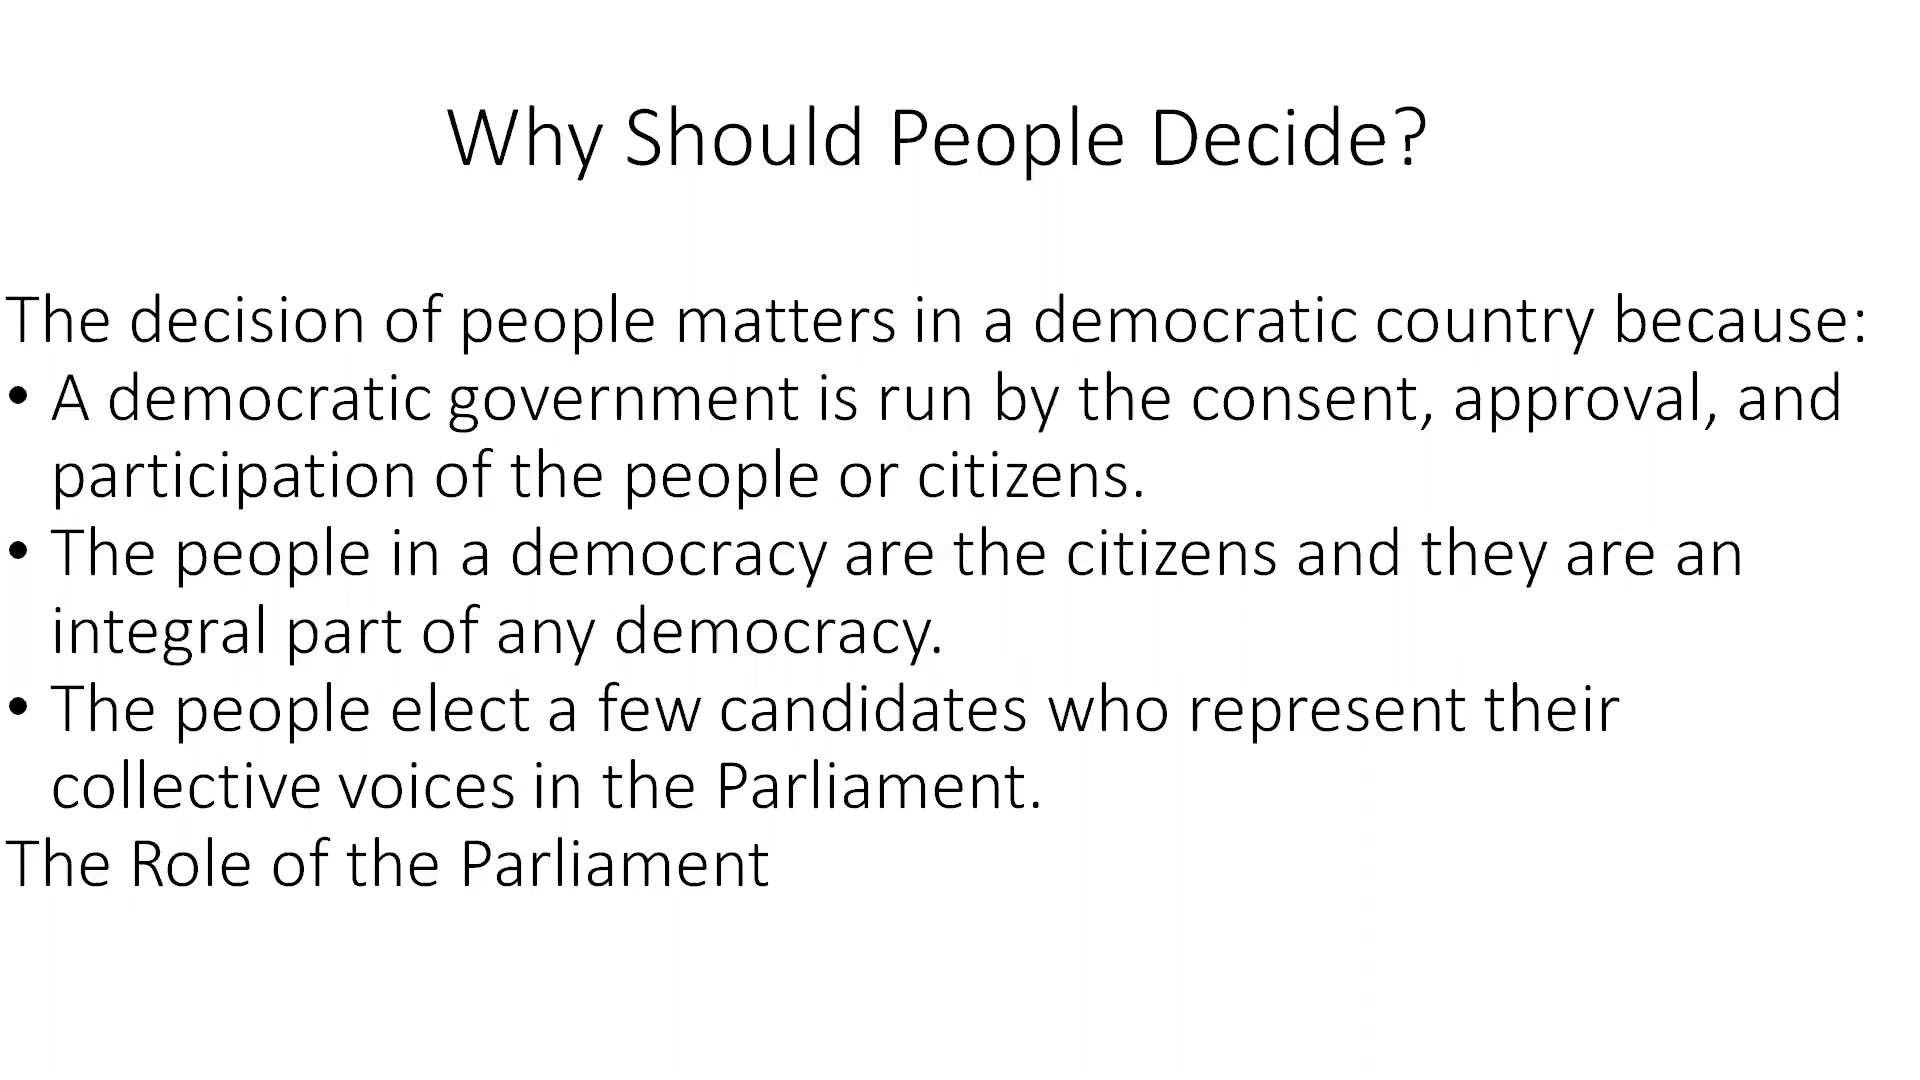 Why Should People Decide?
The decision of people matters in a democratic country because:
• A democratic government is run by the consent, approval, and
participation of the people or citizens.
• The people in a democracy are the citizens and they are an
integral part of any democracy.
• The people elect a few candidates who represent their
collective voices in the Parliament.
The Role of the Parliament